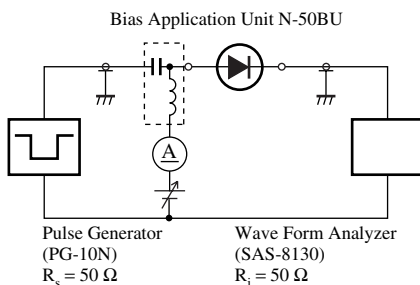 Bias Application Unit N-50BU
A
Pulse Generator
(PG-10N)
Rs = 50 Ω
Wave Form Analyzer
(SAS-8130)
Ri = 50 Ω